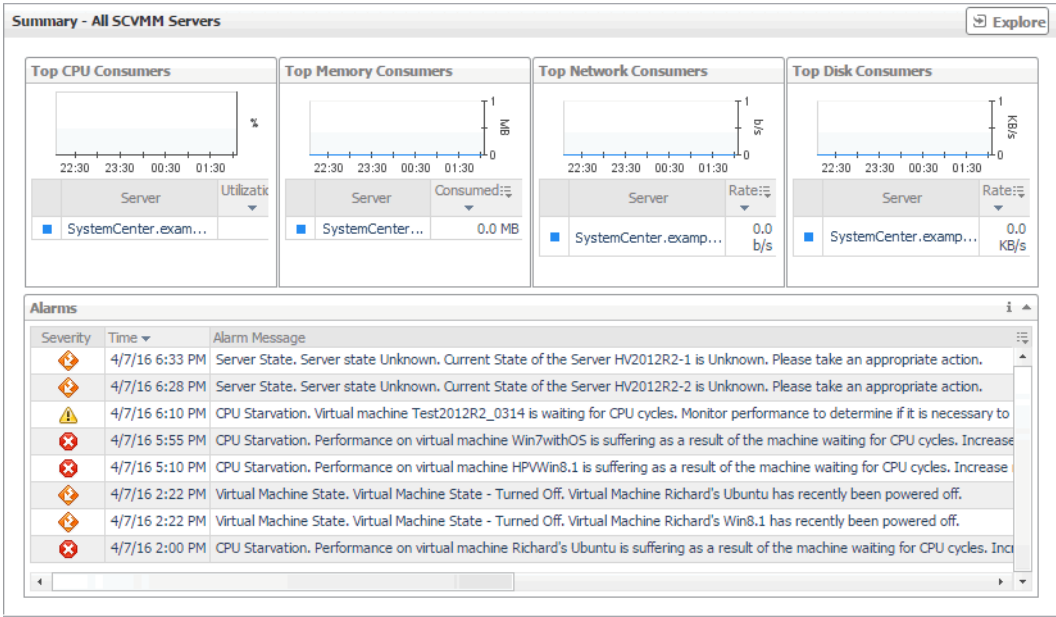 Summary - All SCVMM Servers
Explore
Top CPU Consumers
%
22:30 23:30 00:30 01:30
Server Utilizatio
SystemCenter.exam...
Top Memory Consumers
1
MB
0
22:30 23:30 00:30 01:30
Server Consumed
SystemCenter... 0.0 MB
Top Network Consumers
1
b/s
0
22:30 23:30 00:30 01:30
Server Rate
SystemCenter.examp... 0.0 b/s
Top Disk Consumers
1
KB/s
0
22:30 23:30 00:30 01:30
Server Rate
SystemCenter.examp... 0.0 KB/s
Alarms
Severity Time Alarm Message
4/7/16 6:33 PM Server State. Server state Unknown. Current State of the Server HV2012R2-1 is Unknown. Please take an appropriate action.
4/7/16 6:28 PM Server State. Server state Unknown. Current State of the Server HV2012R2-2 is Unknown. Please take an appropriate action.
4/7/16 6:10 PM CPU Starvation. Virtual machine Test2012R2_0314 is waiting for CPU cycles. Monitor performance to determine if it is necessary to
4/7/16 5:55 PM CPU Starvation. Performance on virtual machine Win7withOS is suffering as a result of the machine waiting for CPU cycles. Increase
4/7/16 5:10 PM CPU Starvation. Performance on virtual machine HPVWin8.1 is suffering as a result of the machine waiting for CPU cycles. Increase
4/7/16 2:22 PM Virtual Machine State. Virtual Machine State - Turned Off. Virtual Machine Richard's Ubuntu has recently been powered off.
4/7/16 2:22 PM Virtual Machine State. Virtual Machine State - Turned Off. Virtual Machine Richard's Win8.1 has recently been powered off.
4/7/16 2:00 PM CPU Starvation. Performance on virtual machine Richard's Ubuntu is suffering as a result of the machine waiting for CPU cycles. Incr